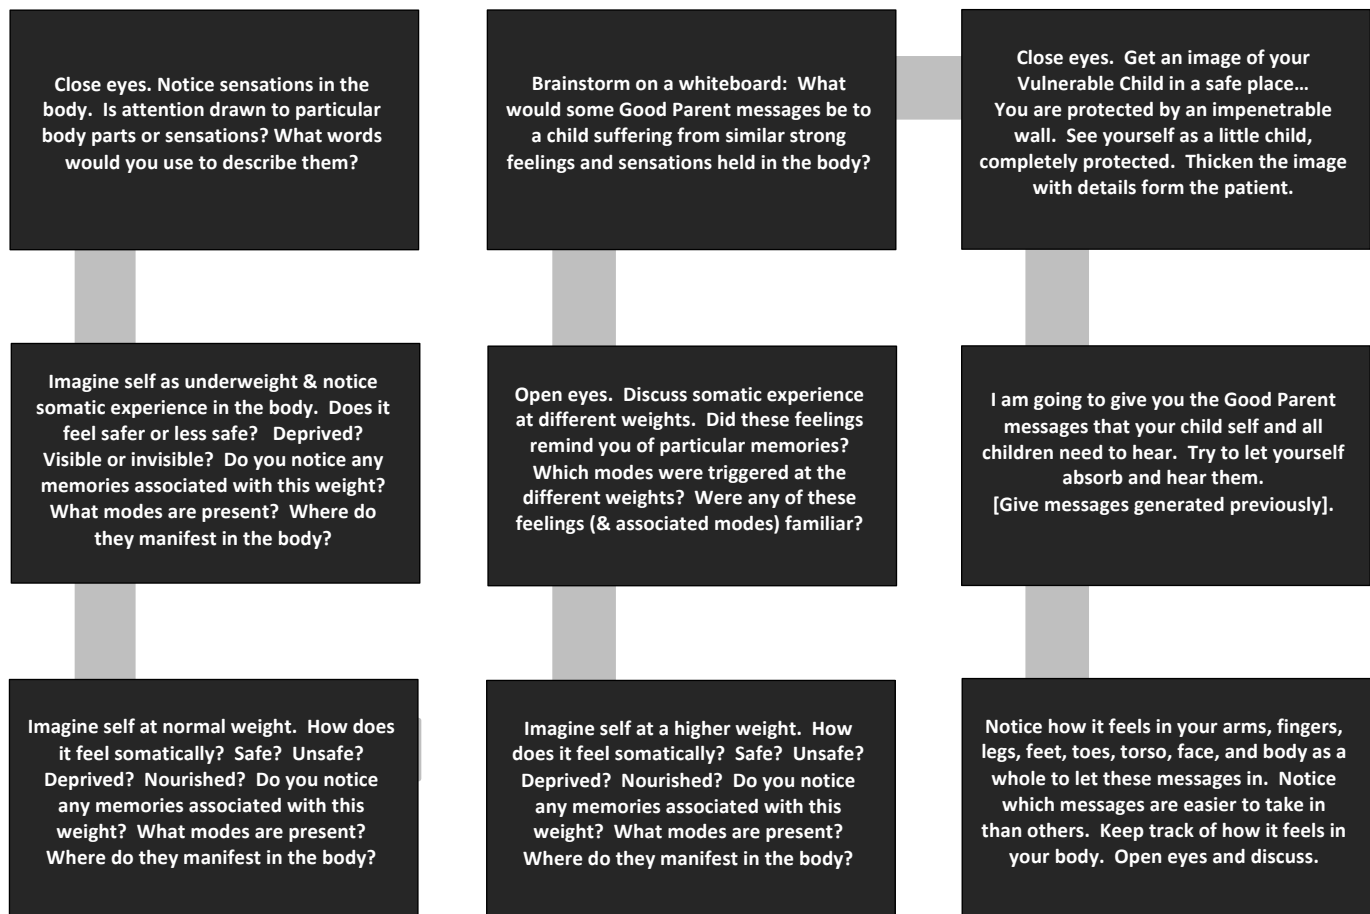 Close eyes. Notice sensations in the
body. Is attention drawn to particular
body parts or sensations? What words
would you use to describe them?
Imagine self as underweight & notice
somatic experience in the body. Does it
feel safer or less safe? Deprived?
Visible or invisible? Do you notice any
memories associated with this weight?
What modes are present? Where do
they manifest in the body?
Imagine self at normal weight. How does
it feel somatically? Safe? Unsafe?
Deprived? Nourished? Do you notice
any memories associated with this
weight? What modes are present?
Where do they manifest in the body?
Imagine self at a higher weight. How
does it feel somatically? Safe? Unsafe?
Deprived? Nourished? Do you notice
any memories associated with this
weight? What modes are present?
Where do they manifest in the body?
Open eyes. Discuss somatic experience
at different weights. Did these feelings
remind you of particular memories?
Which modes were triggered at the
different weights? Were any of these
feelings (& associated modes) familiar?
Brainstorm on a whiteboard: What
would some Good Parent messages be to
a child suffering from similar strong
feelings and sensations held in the body?
Close eyes. Get an image of your
Vulnerable Child in a safe place…
You are protected by an impenetrable
wall. See yourself as a little child,
completely protected. Thicken the image
with details form the patient.
I am going to give you the Good Parent
messages that your child self and all
children need to hear. Try to let yourself
absorb and hear them.
[Give messages generated previously].
Notice how it feels in your arms, fingers,
legs, feet, toes, torso, face, and body as a
whole to let these messages in. Notice
which messages are easier to take in
than others. Keep track of how it feels in
your body. Open eyes and discuss.